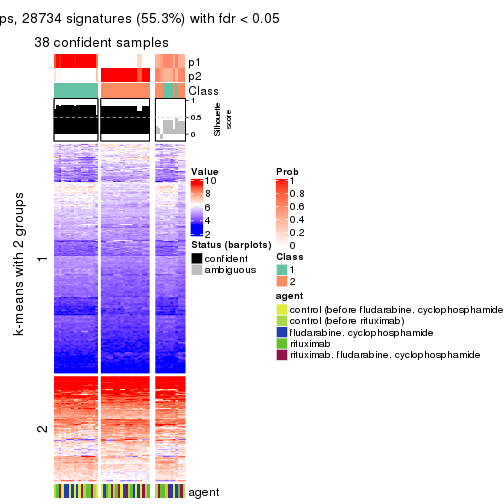 ps, 28734 signatures (55.3%) with fdr < 0.05
38 confident samples
p1
p2
Class
1
0.5
0
Silhouette
score
k-means with 2 groups
1
2
agent
Value
10
8
6
4
2
Status (barplots)
confident
ambiguous
Prob
1
0.8
0.6
0.4
0.2
0
Class
1
2
agent
control (before fludarabine. cyclophosphamide
control (before rituximab)
fludarabine. cyclophosphamide
rituximab
rituximab. fludarabine. cyclophosphamide